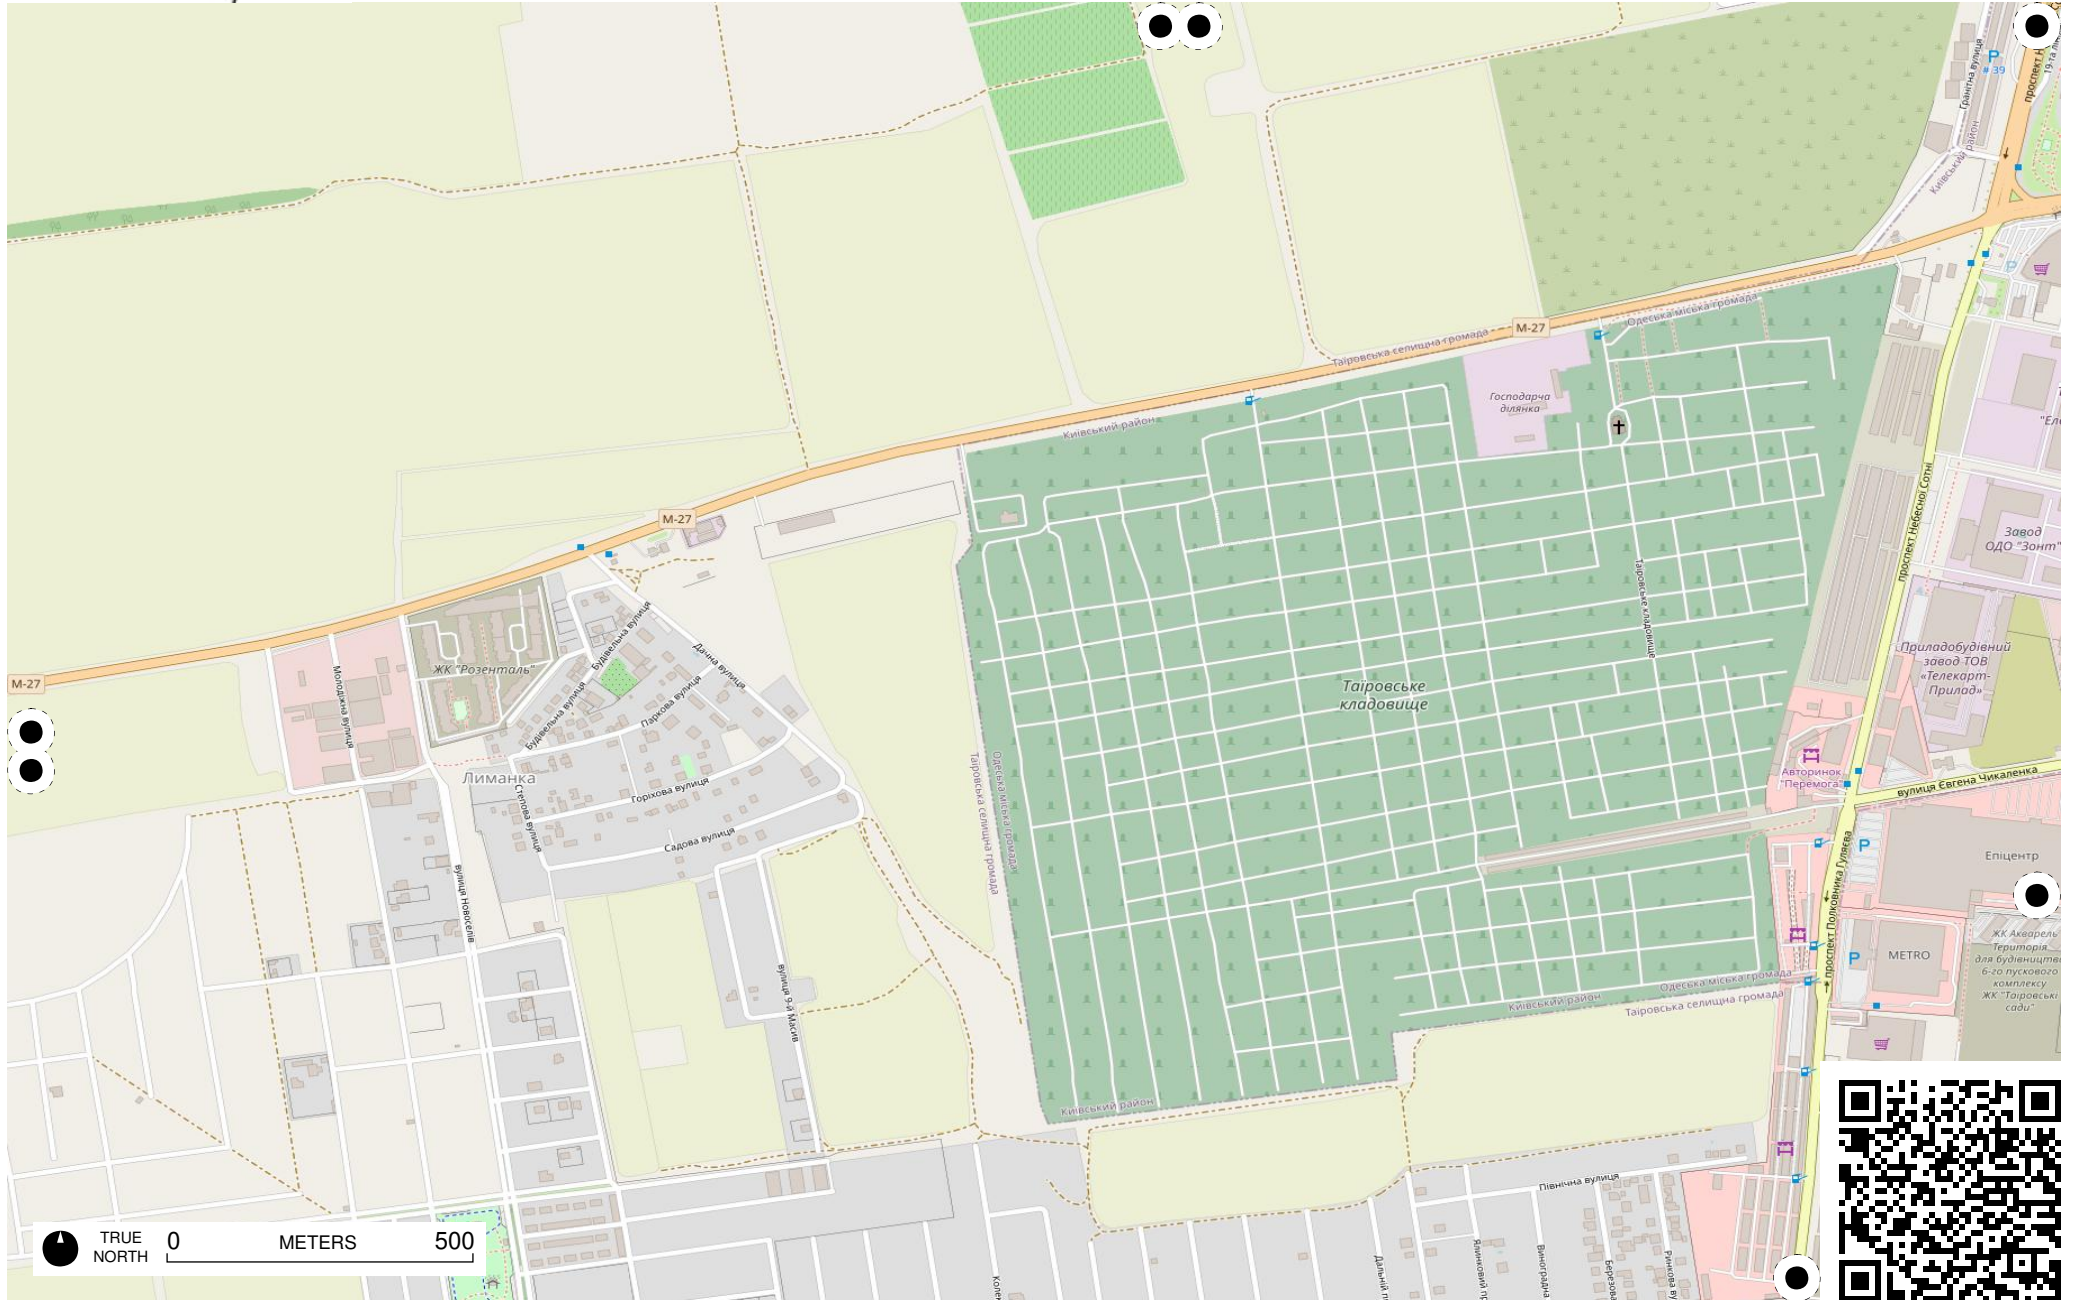 Гранітна вулиця
P
# 39
Київський район
Одеська міська громада
М-27
Таїровська селищна громада
Господарча
ділянка
Київський район
проспект Небесної Сотні
М-27
Завод
ОДО "Зонт"
Таїровське кладовище
Будівельна вулиця
Дачна вулиця
Приладобудівний
завод ТОВ
«Телекарт-
Прилад»
ЖК "Розенталь"
М-27
Молодіжна вулиця
Паркова вулиця
Будівельна вулиця
Таїровське
кладовище
Лиманка
Авторинок
"Перемога"
вулиця Євгена Чикаленка
Степова вулиця
Горіхова вулиця
Таїровська селищна громада
Одеська міська громада
Садова вулиця
P
Епіцентр
проспект Полковника Гуляєва
вулиця Новоселів
METRO
P
ЖК Акварель
Територія
для будівництва
6-го пускового
комплексу
ЖК "Таїровські
сади"
вулиця 9-й Масив
Одеська міська громада
Київський район
Таїровська селищна громада
Київський район
Північна вулиця
TRUE
NORTH
0 METERS 500
Виноградна